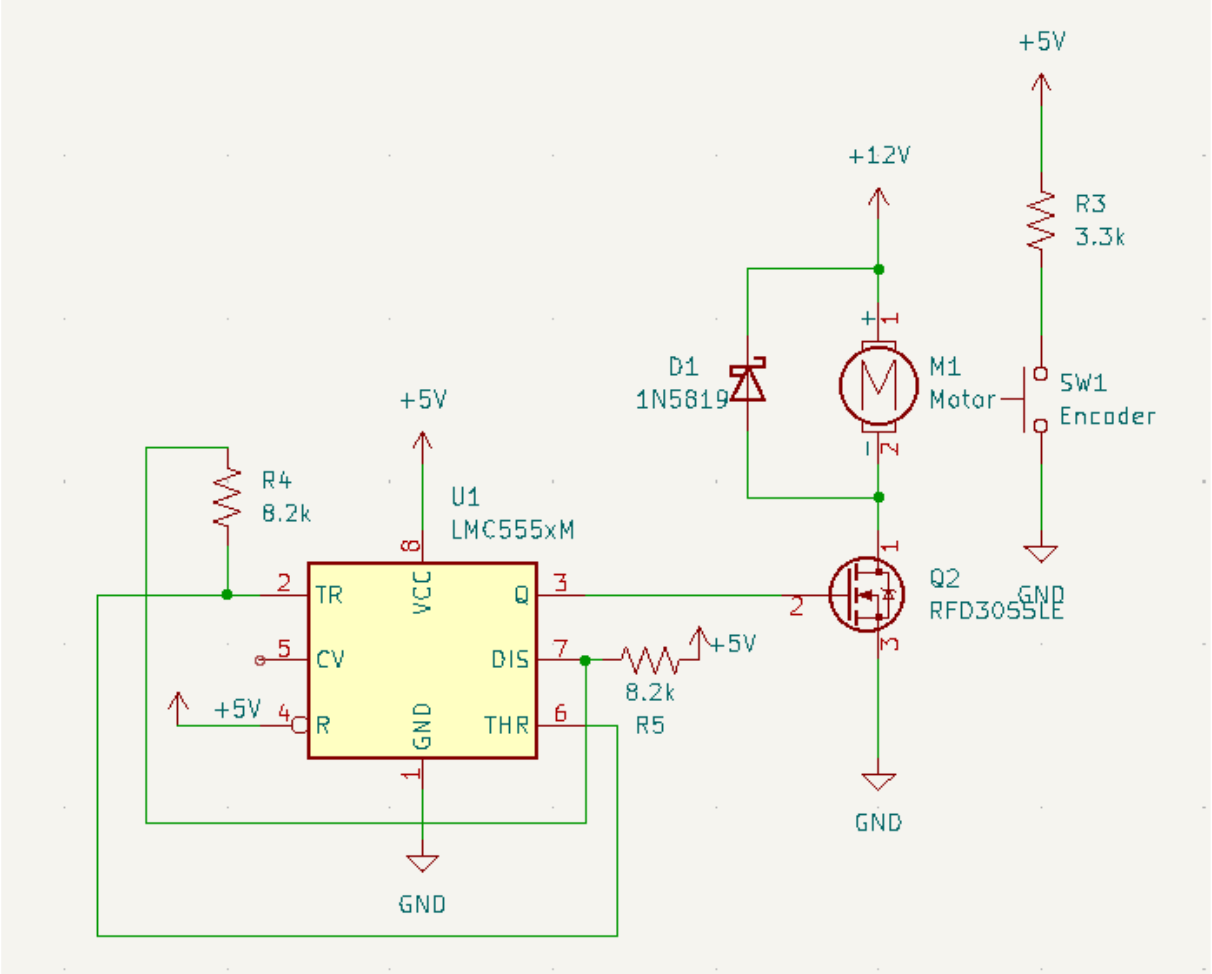 +5V
+12V
R3
3.3k
D1
1N5819
+
1
M1
Motor
SW1
Encoder
-
2
+5V
R4
8.2k
U1
LMC555xM
8
VCC
1
2
TR
Q
3
2
Q2
RFD3055LE
GND
3
5
CV
DIS
7
+5V
8.2k
R5
+5V
4
R
GND
THR
6
1
GND
GND